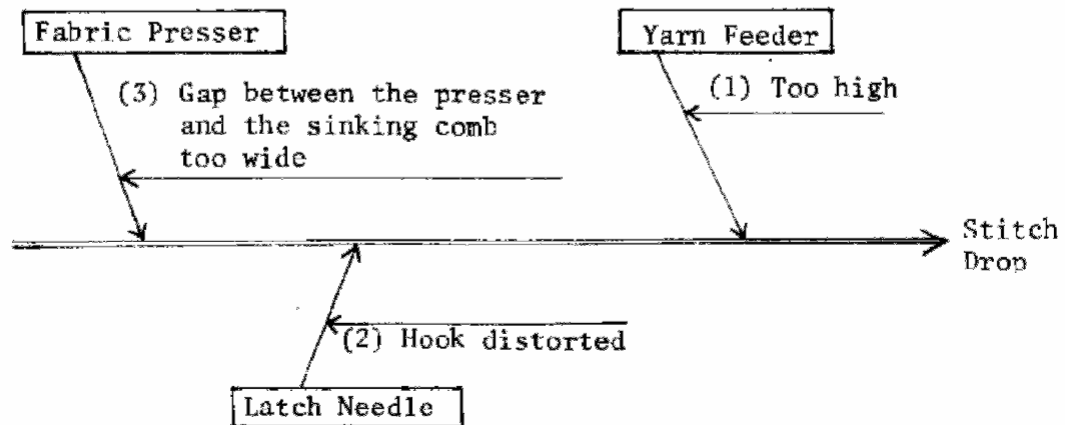 Fabric Presser
Yarn Feeder
(3) Gap between the presser
and the sinking comb
too wide
(1) Too high
Stitch
Drop
(2) Hook distorted
Latch Needle